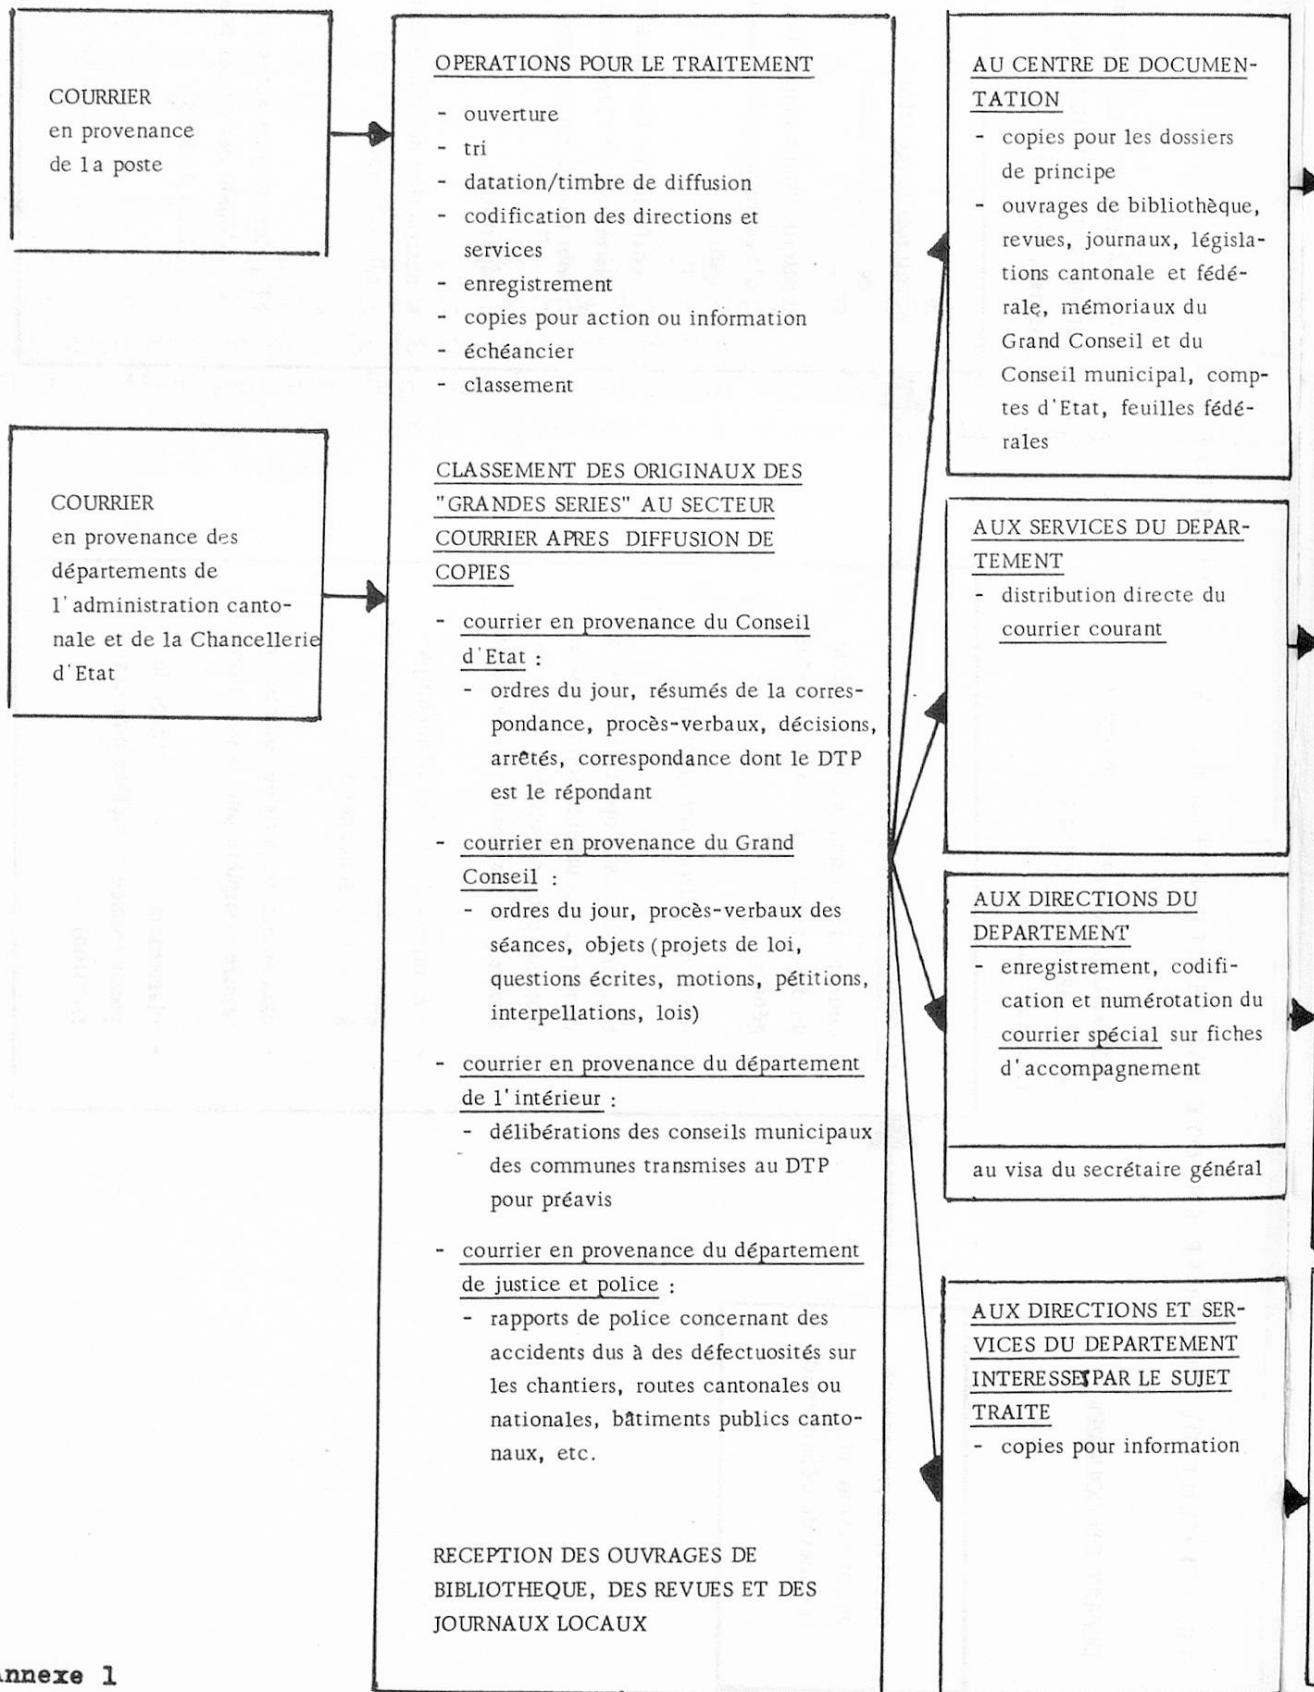 COURRIER
en provenance
de la poste
COURRIER
en provenance des
départements de
l'administration canto-
nale et de la Chancellerie
d'Etat
OPERATIONS POUR LE TRAITEMENT
- ouverture
- tri
- datation/timbre de diffusion
- codification des directions et
services
- enregistrement
- copies pour action ou information
- échéancier
- classement
CLASSEMENT DES ORIGINAUX DES
"GRANDES SERIES" AU SECTEUR
COURRIER APRES DIFFUSION DE
COPIES
- courrier en provenance du Conseil
d'Etat :
- ordres du jour, résumés de la corres-
pondance, procès-verbaux, décisions,
arrêtés, correspondance dont le DTP
est le répondant
- courrier en provenance du Grand
Conseil :
- ordres du jour, procès-verbaux des
séances, objets (projets de loi,
questions écrites, motions, pétitions,
interpellations, lois)
- courrier en provenance du département
de l'intérieur :
- délibérations des conseils municipaux
des communes transmises au DTP
pour préavis
- courrier en provenance du département
de justice et police :
- rapports de police concernant des
accidents dus à des défectuosités sur
les chantiers, routes cantonales ou
nationales, bâtiments publics canto-
naux, etc.
RECEPTION DES OUVRAGES DE
BIBLIOTHEQUE, DES REVUES ET DES
JOURNAUX LOCAUX
AU CENTRE DE DOCUMEN-
TATION
- copies pour les dossiers
de principe
- ouvrages de bibliothèque,
revues, journaux, législa-
tions cantonale et fédé-
rale, mémoriaux du
Grand Conseil et du
Conseil municipal, comp-
tes d'Etat, feuilles fédé-
rales
AUX SERVICES DU DEPAR-
TEMENT
- distribution directe du
courrier courant
AUX DIRECTIONS DU
DEPARTEMENT
- enregistrement, codifi-
cation et numérotation du
courrier spécial sur fiches
d'accompagnement
au visa du secrétaire général
AUX DIRECTIONS ET SER-
VICES DU DEPARTEMENT
INTERESSES PAR LE SUJET
TRAITE
- copies pour information
Annexe 1